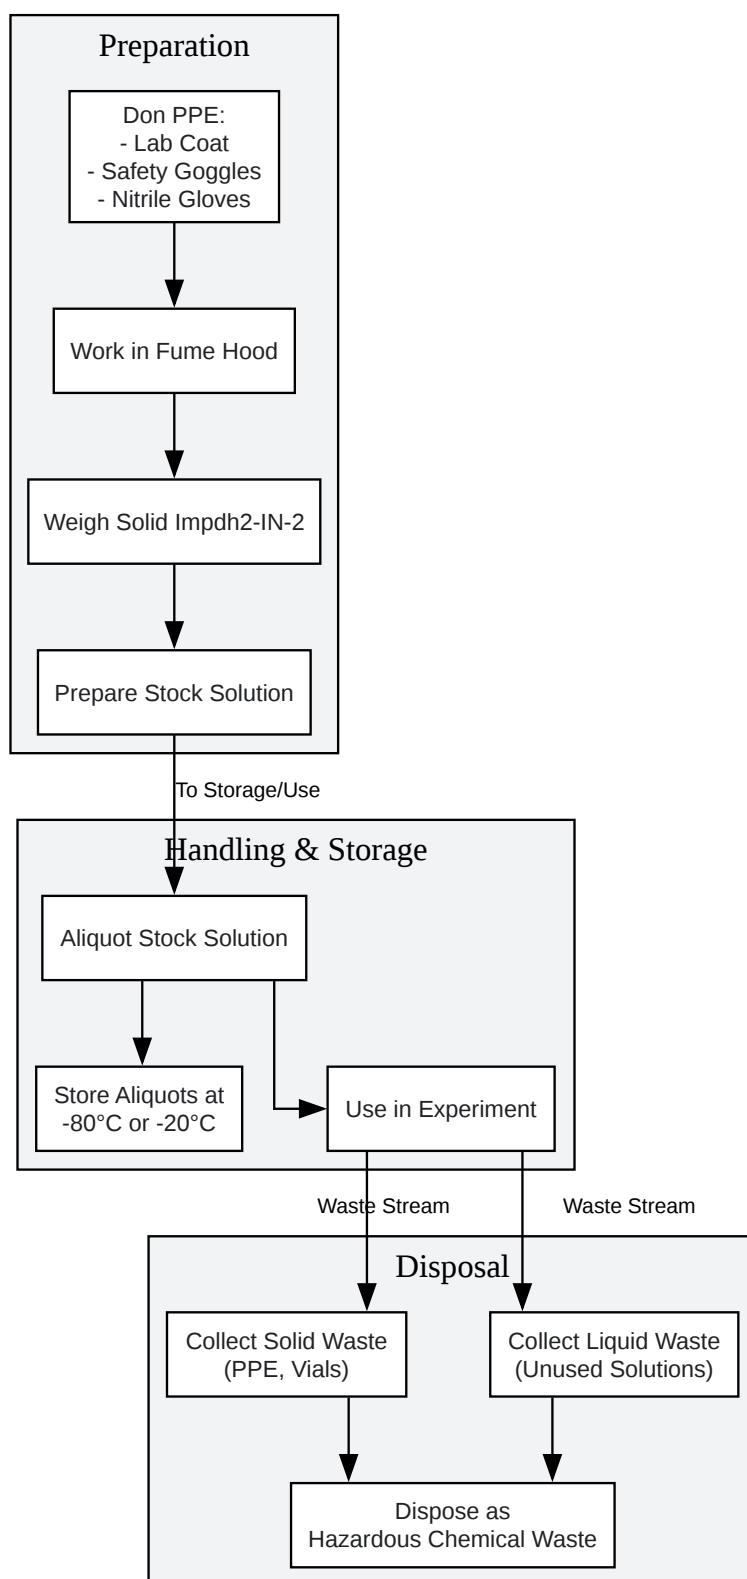 Preparation
Don PPE:
- Lab Coat
- Safety Goggles
- Nitrile Gloves
Work in Fume Hood
Weigh Solid Impdh2-IN-2
Prepare Stock Solution
To Storage/Use
Handling & Storage
Aliquot Stock Solution
Store Aliquots at
-80°C or -20°C
Use in Experiment
Waste Stream
Waste Stream
Disposal
Collect Solid Waste
(PPE, Vials)
Collect Liquid Waste
(Unused Solutions)
Dispose as
Hazardous Chemical Waste